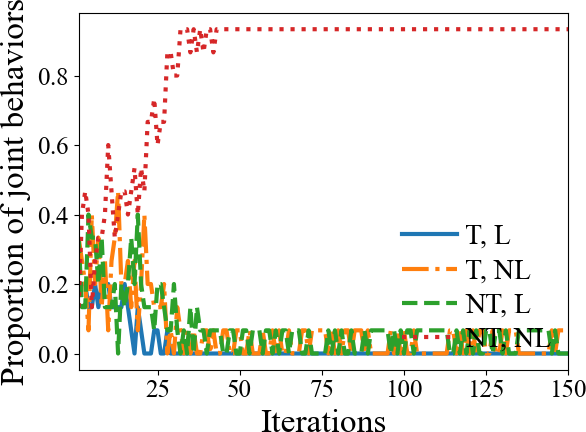 Proportion of joint behaviors
0.8
0.6
0.4
0.2
0.0
T, L
T, NL
NT, L
NT, NL
25
50
75
100
125
150
Iterations